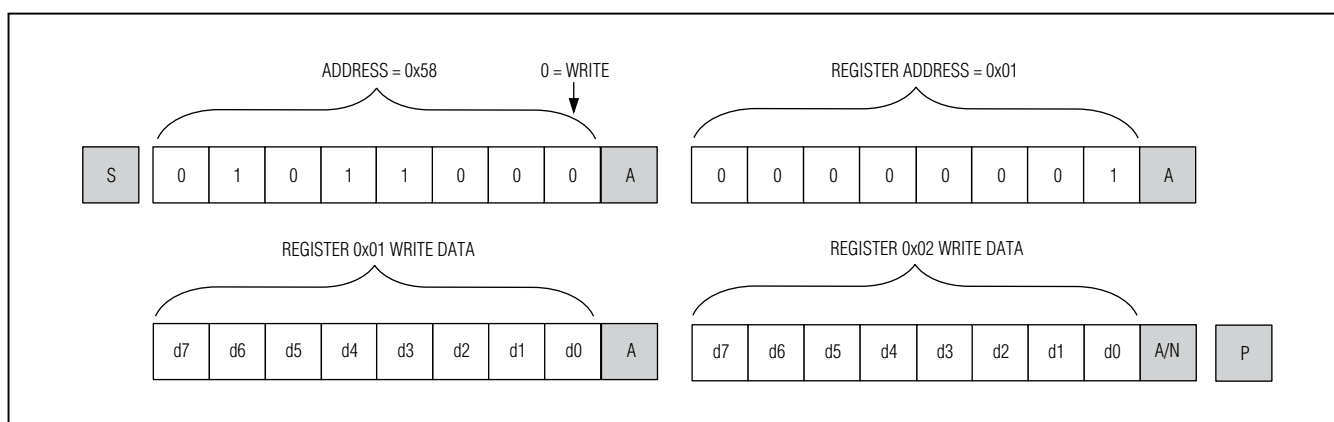 ADDRESS = 0x58 0 = WRITE REGISTER ADDRESS = 0x01
S 0 1 0 1 1 0 0 0 A 0 0 0 0 0 0 0 1 A
REGISTER 0x01 WRITE DATA REGISTER 0x02 WRITE DATA
d7 d6 d5 d4 d3 d2 d1 d0 A d7 d6 d5 d4 d3 d2 d1 d0 A/N P